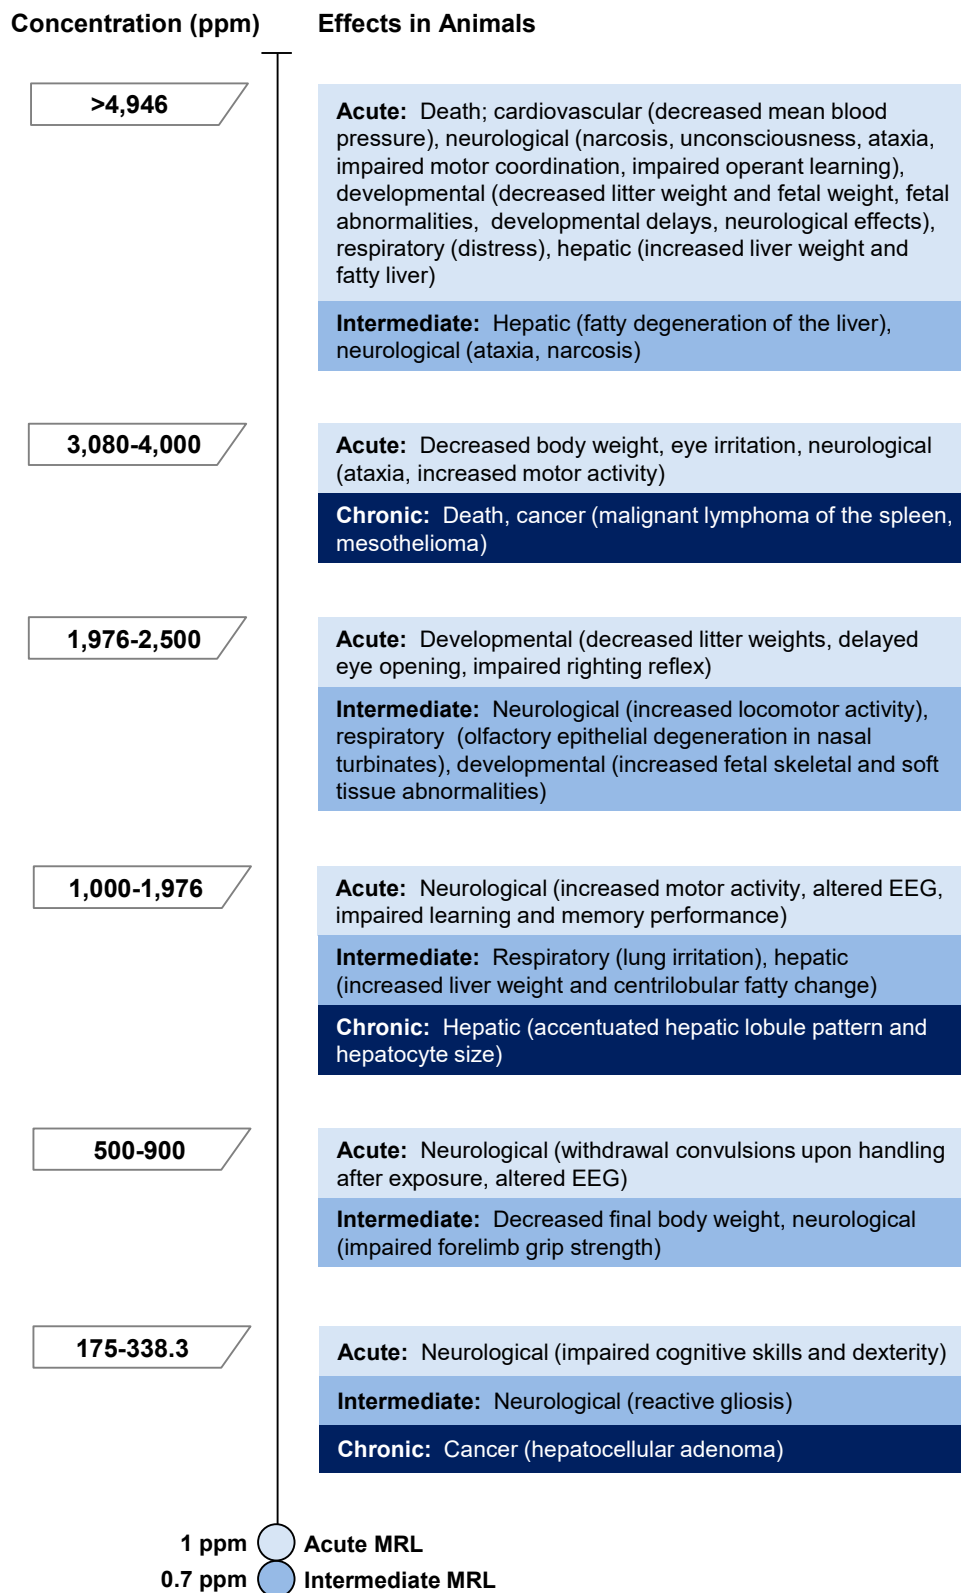 Concentration (ppm) Effects in Animals
>4,946
Acute: Death; cardiovascular (decreased mean blood
pressure), neurological (narcosis, unconsciousness, ataxia,
impaired motor coordination, impaired operant learning),
developmental (decreased litter weight and fetal weight, fetal
abnormalities, developmental delays, neurological effects),
respiratory (distress), hepatic (increased liver weight and
fatty liver)
Intermediate: Hepatic (fatty degeneration of the liver),
neurological (ataxia, narcosis)
3,080-4,000
Acute: Decreased body weight, eye irritation, neurological
(ataxia, increased motor activity)
Chronic: Death, cancer (malignant lymphoma of the spleen,
mesothelioma)
1,976-2,500
Acute: Developmental (decreased litter weights, delayed
eye opening, impaired righting reflex)
Intermediate: Neurological (increased locomotor activity),
respiratory (olfactory epithelial degeneration in nasal
turbinates), developmental (increased fetal skeletal and soft
tissue abnormalities)
1,000-1,976
Acute: Neurological (increased motor activity, altered EEG,
impaired learning and memory performance)
Intermediate: Respiratory (lung irritation), hepatic
(increased liver weight and centrilobular fatty change)
Chronic: Hepatic (accentuated hepatic lobule pattern and
hepatocyte size)
500-900
Acute: Neurological (withdrawal convulsions upon handling
after exposure, altered EEG)
Intermediate: Decreased final body weight, neurological
(impaired forelimb grip strength)
175-338.3
Acute: Neurological (impaired cognitive skills and dexterity)
Intermediate: Neurological (reactive gliosis)
Chronic: Cancer (hepatocellular adenoma)
1 ppm Acute MRL
0.7 ppm Intermediate MRL